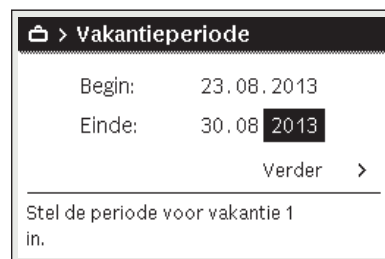 > Vakantieperiode
Begin: 23.08.2013
Einde: 30.08 2013
Verder >
Stel de periode voor vakantie 1
in.